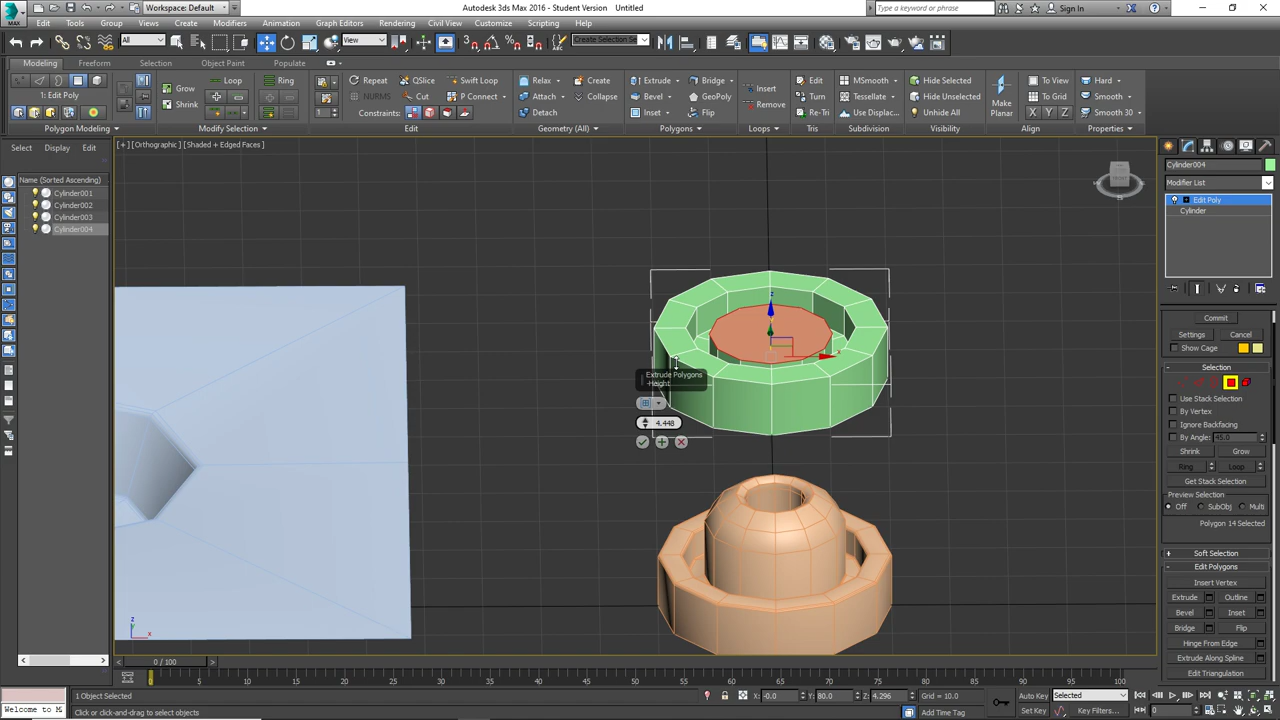 Workspace: Default
Autodesk 3ds Max 2016 - Student Version    Untitled
Type a keyword or phrase
Sign In
MAX
Edit Tools Group Views Create Modifiers Animation Graph Editors Rendering Civil View Customize Scripting Help
All
View
Create Selection Se
Modeling Freeform Selection Object Paint Populate
1: Edit Poly
Grow
Shrink
Loop
Ring
Repeat QSlice Swift Loop
NURMS Cut P Connect
Constraints:
Relax Create
Attach Collapse
Detach
Extrude Bridge
Bevel GeoPoly
Inset Flip
Insert
Remove
Edit
Turn
Re-Tri
MSmooth
Tessellate
Use Displac...
Hide Selected
Hide Unselected
Unhide All
Make Planar
To View
To Grid
X Y Z
Hard
Smooth
Smooth 30
Polygon Modeling Modify Selection Edit Geometry (All) Polygons Loops Tris Subdivision Visibility Align Properties
Select Display Edit
Name (Sorted Ascending)
Cylinder001
Cylinder002
Cylinder003
Cylinder004
[+] [Orthographic] [Shaded + Edged Faces]
Extrude Polygons
-Height
4.448
z
x
z
x
Cylinder004
Modifier List
Edit Poly
Cylinder
Commit
Settings Cancel
Show Cage
Selection
Use Stack Selection
By Vertex
Ignore Backfacing
By Angle: 45.0
Shrink Grow
Ring Loop
Get Stack Selection
Preview Selection
Off SubObj Multi
Polygon 14 Selected
+ Soft Selection
- Edit Polygons
Insert Vertex
Extrude Outline
Bevel Inset
Bridge Flip
Hinge From Edge
Extrude Along Spline
Edit Triangulation
0 / 100
0 5 10 15 20 25 30 35 40 45 50 55 60 65 70 75 80 85 90 95 100
1 Object Selected
X: -0.0 Y: 80.0 Z: 4.296 Grid = 10.0
Auto Key Selected
Welcome to M
Click or click-and-drag to select objects
Add Time Tag
Set Key Key Filters...
0